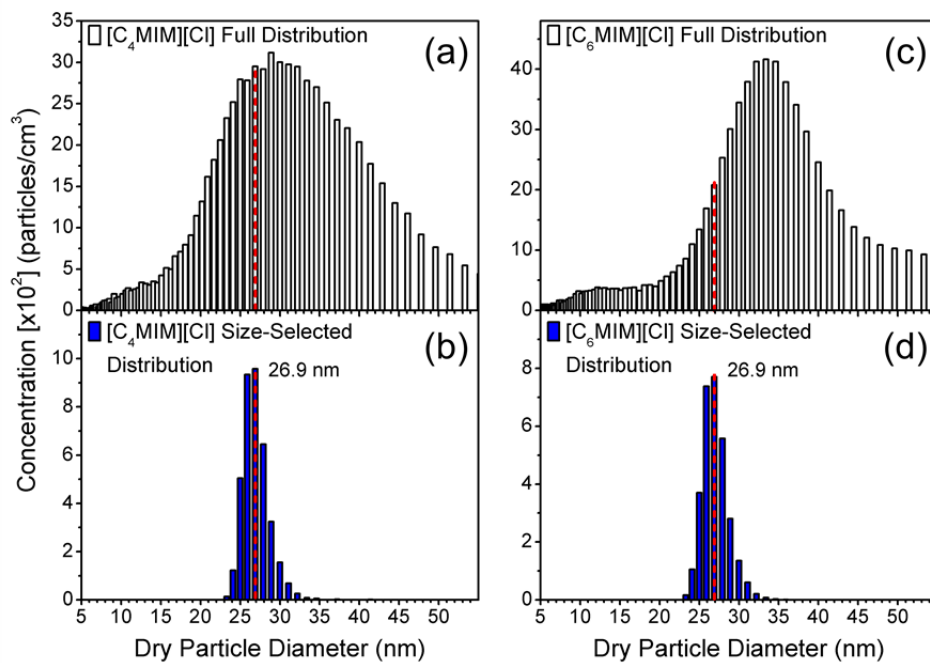 [C₄MIM][Cl] Full Distribution
(a)
35
30
25
20
15
10
5
0
[C₆MIM][Cl] Full Distribution
(c)
40
30
20
10
0
Concentration [x10²] (particles/cm³)
[C₄MIM][Cl] Size-Selected
Distribution
(b)
26.9 nm
10
8
6
4
2
0
5 10 15 20 25 30 35 40 45 50
Dry Particle Diameter (nm)
[C₆MIM][Cl] Size-Selected
Distribution
(d)
26.9 nm
8
6
4
2
0
5 10 15 20 25 30 35 40 45 50
Dry Particle Diameter (nm)